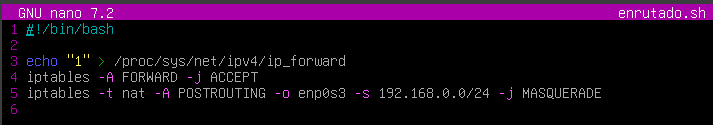 GNU nano 7.2 enrutado.sh
1 #!/bin/bash
2
3 echo "1" > /proc/sys/net/ipv4/ip_forward
4 iptables -A FORWARD -j ACCEPT
5 iptables -t nat -A POSTROUTING -o enp0s3 -s 192.168.0.0/24 -j MASQUERADE
6